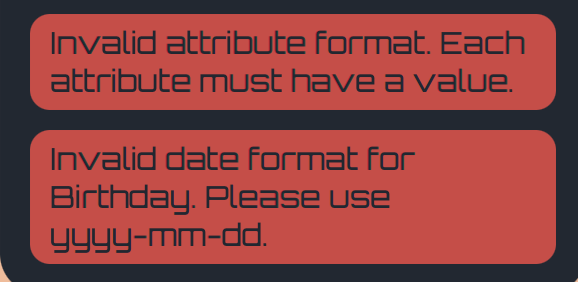 Invalid attribute format. Each
attribute must have a value.
Invalid date format for
Birthday. Please use
yyyy-mm-dd.